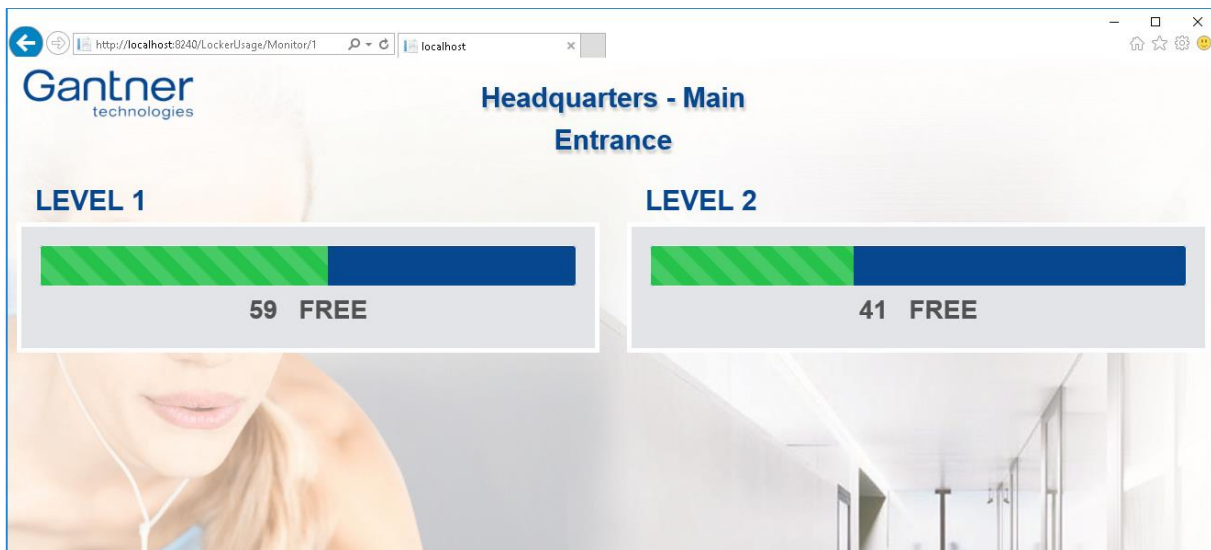 http://localhost:8240/LockerUsage/Monitor/1
localhost
Gantner
technologies
Headquarters - Main
Entrance
LEVEL 1
LEVEL 2
59 FREE
41 FREE